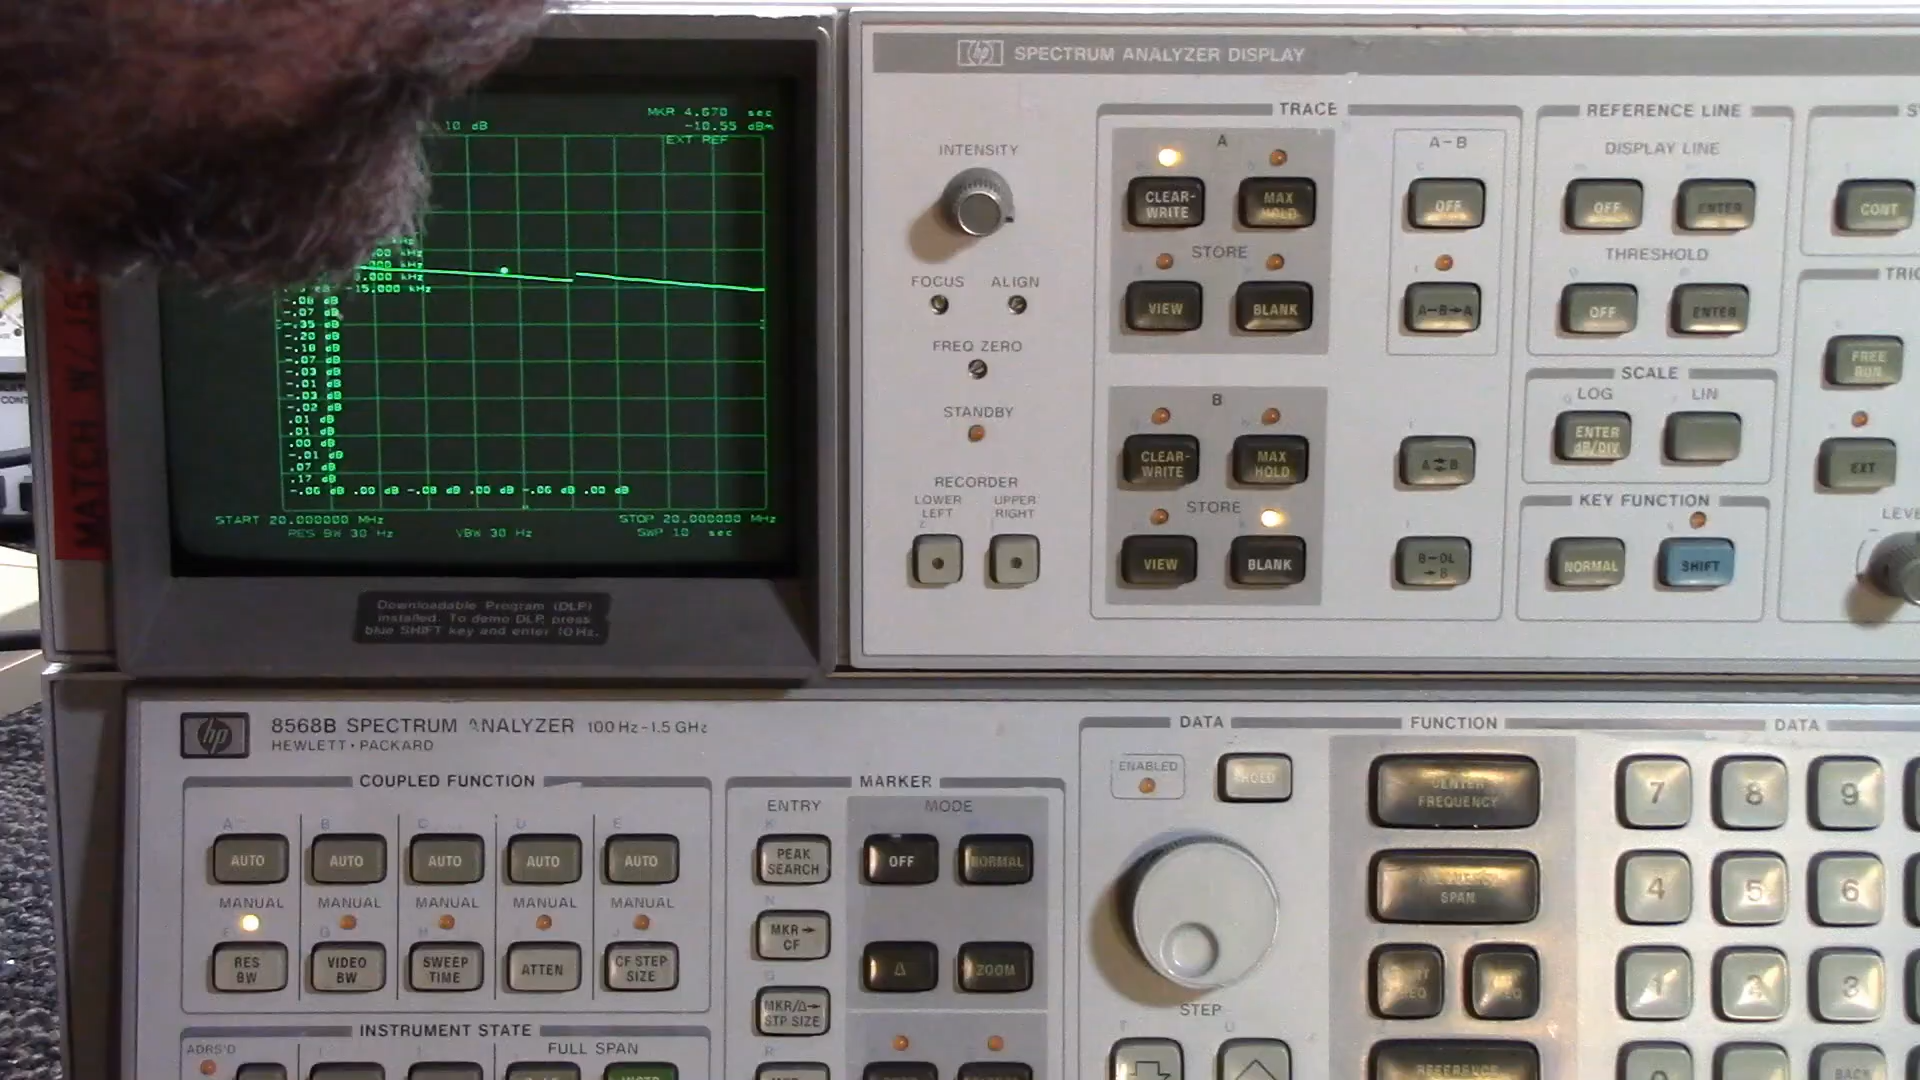 hp SPECTRUM ANALYZER DISPLAY
MKR 4.670 sec
10 dB
-10.55 dBm
EXT REF
kHz
00 kHz
-15.000 kHz
-.08 dB
-.07 dB
-.35 dB
-.20 dB
-.18 dB
-.07 dB
-.03 dB
-.01 dB
-.03 dB
-.02 dB
.01 dB
.01 dB
.00 dB
-.01 dB
.07 dB
.17 dB
-.06 dB .00 dB -.08 dB .00 dB -.06 dB .00 dB
START 20.000000 MHz
STOP 20.000000 MHz
RES BW 30 Hz
VBW 30 Hz
SWP 10 sec
Downloadable Program (DLP)
installed. To demo DLP, press
blue SHIFT key and enter 10 Hz.
MATCH W/
INTENSITY
FOCUS
ALIGN
FREQ ZERO
STANDBY
RECORDER
LOWER LEFT
UPPER RIGHT
TRACE
A
CLEAR-WRITE
MAX HOLD
STORE
VIEW
BLANK
B
CLEAR-WRITE
MAX HOLD
STORE
VIEW
BLANK
A-B
OFF
A-B→A
A⇄B
B-DL→B
REFERENCE LINE
DISPLAY LINE
OFF
ENTER
THRESHOLD
OFF
ENTER
SCALE
LOG
LIN
ENTER dB/DIV
KEY FUNCTION
NORMAL
SHIFT
CONT
FREE RUN
EXT
hp
8568B SPECTRUM ANALYZER 100 Hz-1.5 GHz
HEWLETT•PACKARD
COUPLED FUNCTION
A
B
C
D
E
AUTO
AUTO
AUTO
AUTO
AUTO
MANUAL
MANUAL
MANUAL
MANUAL
MANUAL
RES BW
VIDEO BW
SWEEP TIME
ATTEN
CF STEP SIZE
INSTRUMENT STATE
ADRS'D
FULL SPAN
MARKER
ENTRY
MODE
PEAK SEARCH
OFF
NORMAL
MKR→CF
Δ
ZOOM
MKR/Δ→STP SIZE
DATA
FUNCTION
DATA
ENABLED
HOLD
CENTER FREQUENCY
SPAN
STEP
REFERENCE
7
8
9
4
5
6
1
2
3
0
BACK